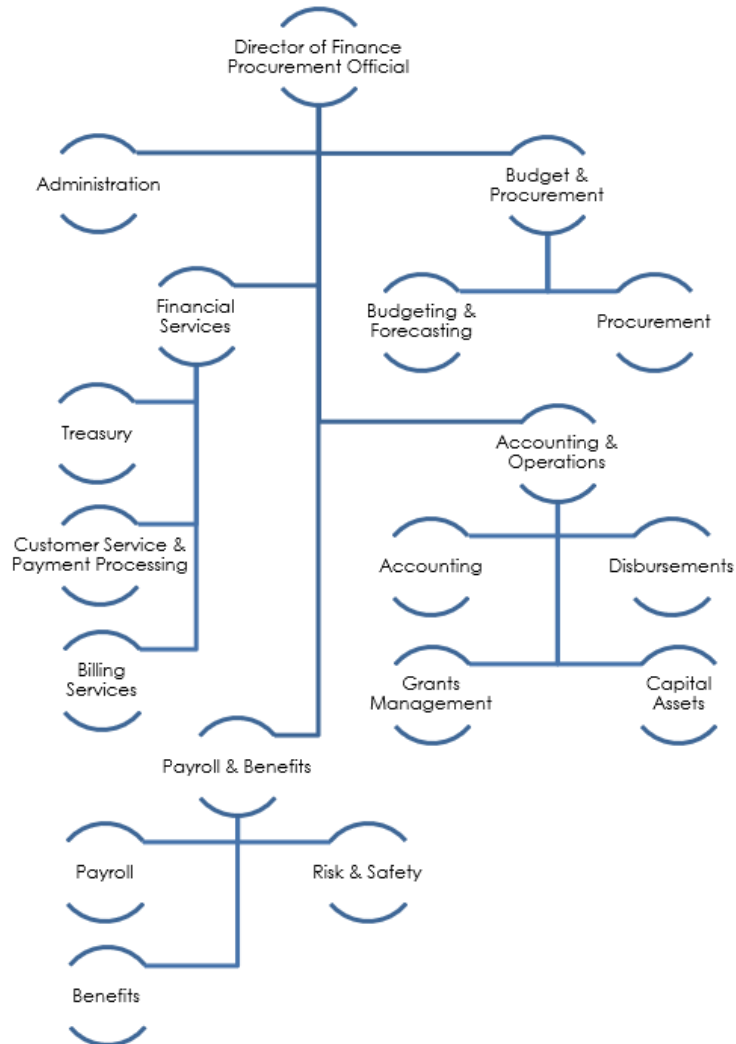 Director of Finance
Procurement Official
Administration
Budget &
Procurement
Financial
Services
Budgeting &
Forecasting
Procurement
Treasury
Accounting &
Operations
Customer Service &
Payment Processing
Accounting
Disbursements
Billing
Services
Grants
Management
Capital
Assets
Payroll & Benefits
Payroll
Risk & Safety
Benefits